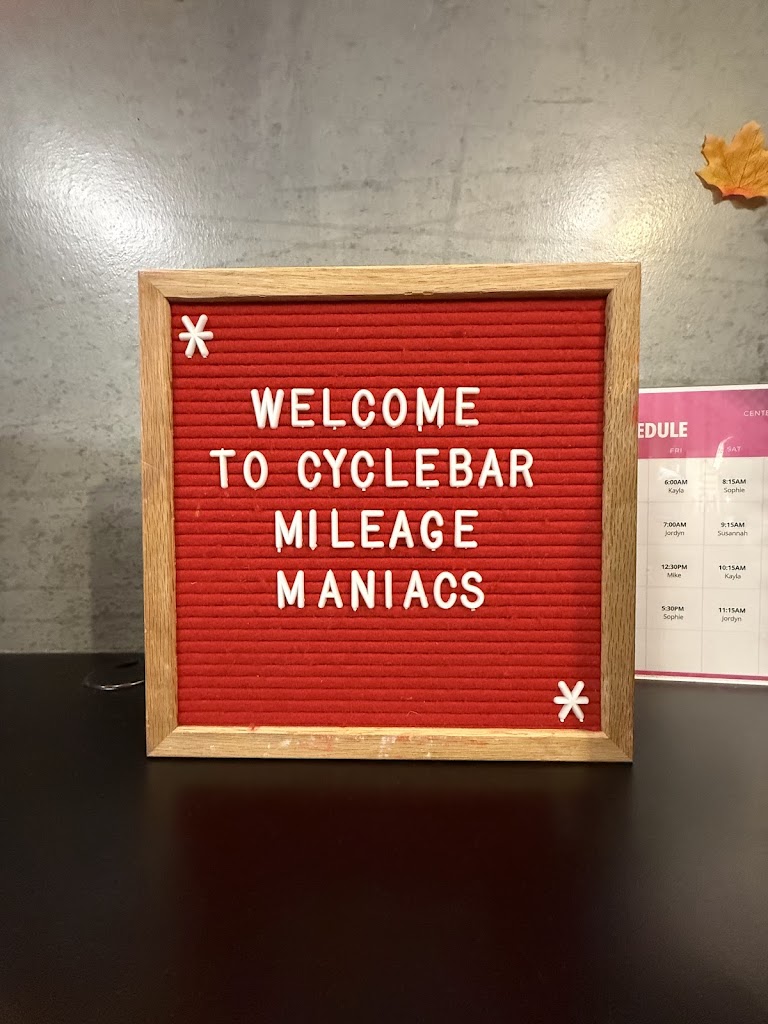 *
WELCOME
TO CYCLEBAR
MILEAGE
MANIACS
*
EDULE
FRI SAT
6:00AM 8:15AM
Kayla Sophie
7:00AM 9:15AM
Jordyn Susannah
12:30PM 10:15AM
Mike Kayla
5:30PM 11:15AM
Sophie Jordyn
CENTE